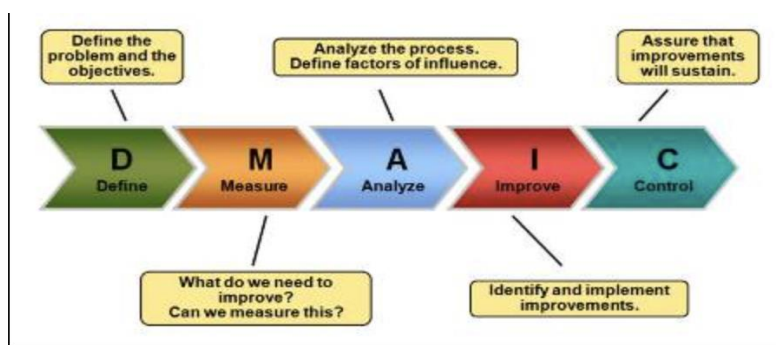 Define the
problem and the
objectives.
Analyze the process.
Define factors of influence.
Assure that
improvements
will sustain.
D
Define
M
Measure
A
Analyze
I
Improve
C
Control
What do we need to
improve?
Can we measure this?
Identify and implement
improvements.